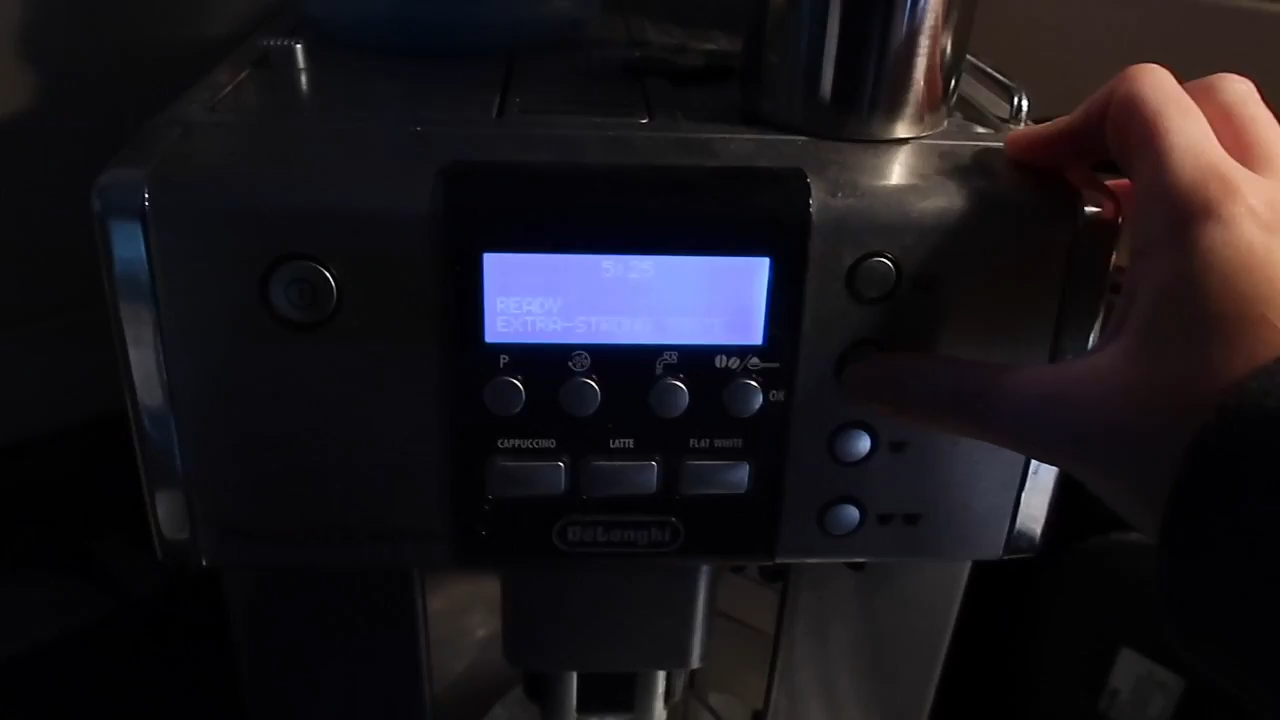 5:25
READY
EXTRA-STRONG
P
OK
CAPPUCCINO
LATTE
FLAT WHITE
DeLonghi